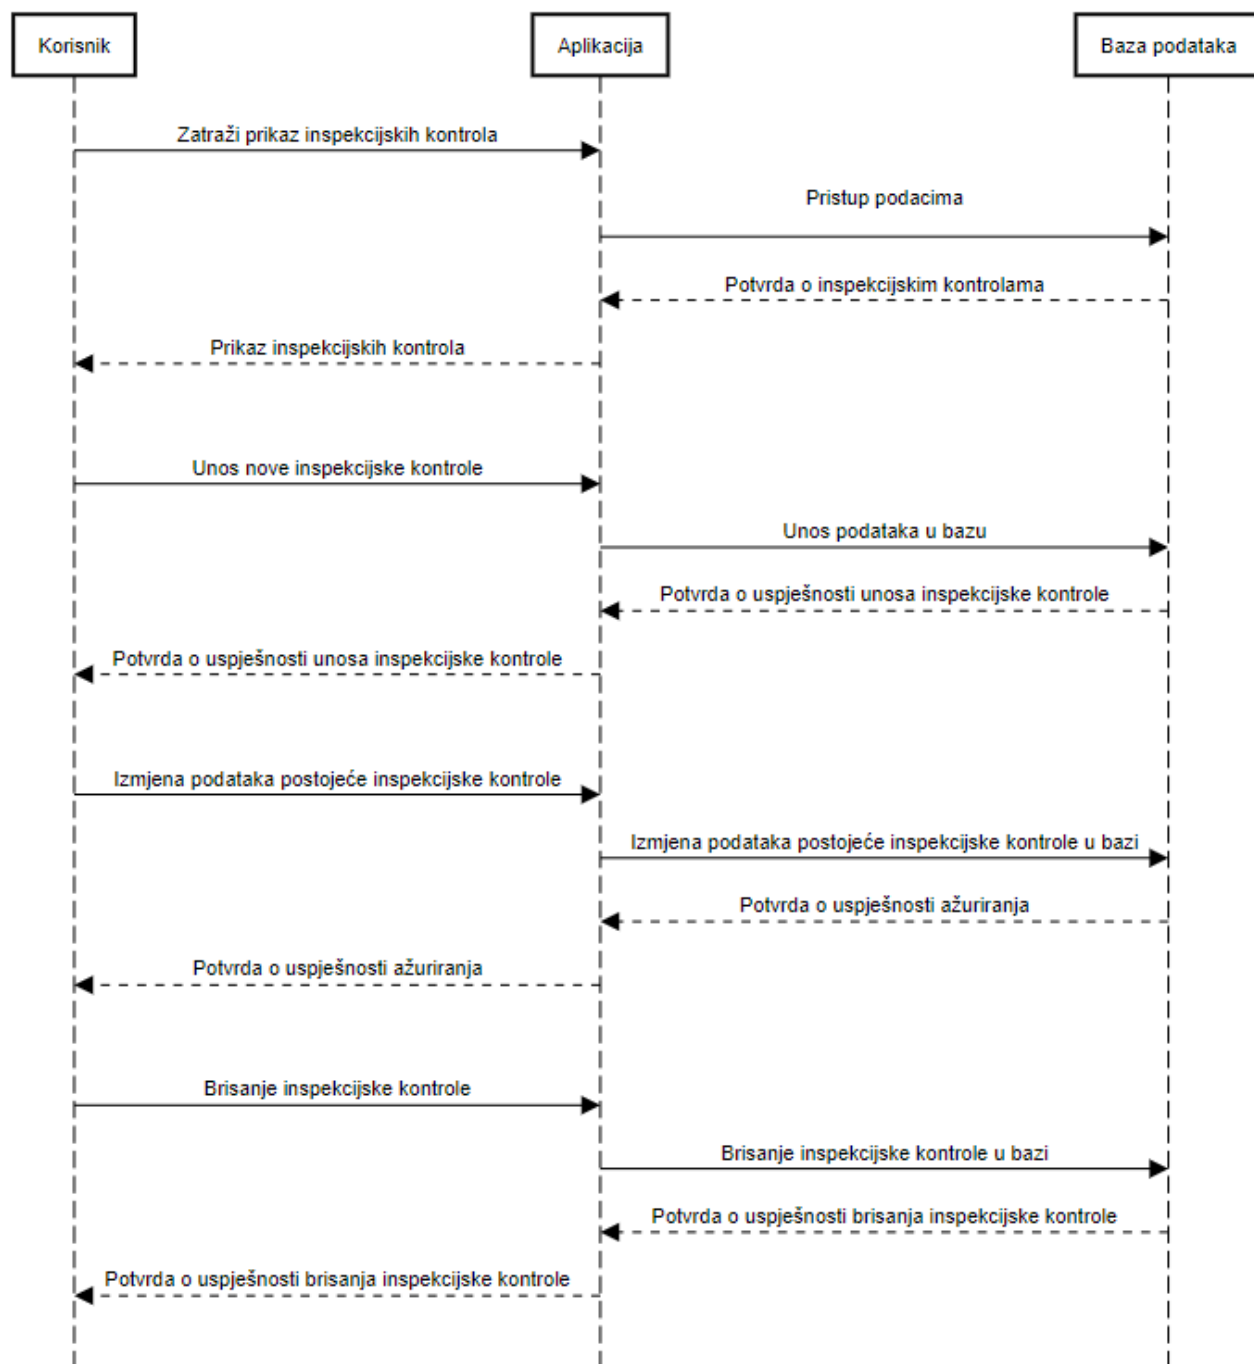 Korisnik
Aplikacija
Baza podataka
Zatraži prikaz inspekcijskih kontrola
Pristup podacima
Potvrda o inspekcijskim kontrolama
Prikaz inspekcijskih kontrola
Unos nove inspekcijske kontrole
Unos podataka u bazu
Potvrda o uspješnosti unosa inspekcijske kontrole
Potvrda o uspješnosti unosa inspekcijske kontrole
Izmjena podataka postojeće inspekcijske kontrole
Izmjena podataka postojeće inspekcijske kontrole u bazi
Potvrda o uspješnosti ažuriranja
Potvrda o uspješnosti ažuriranja
Brisanje inspekcijske kontrole
Brisanje inspekcijske kontrole u bazi
Potvrda o uspješnosti brisanja inspekcijske kontrole
Potvrda o uspješnosti brisanja inspekcijske kontrole